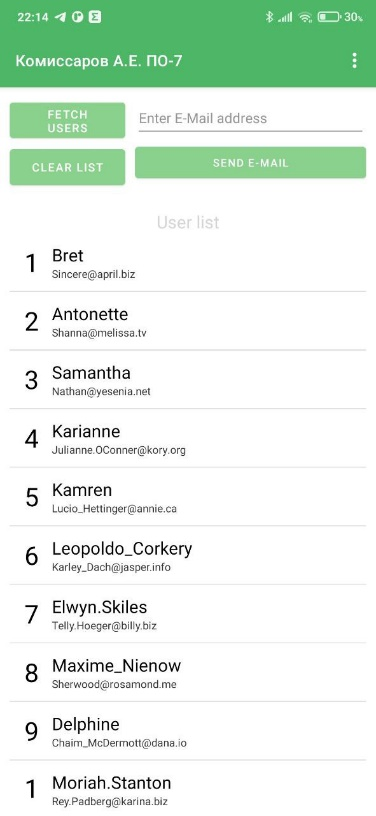 22:14 30%
Комиссаров А.Е. ПО-7
FETCH
USERS
Enter E-Mail address
CLEAR LIST
SEND E-MAIL
User list
1 Bret
Sincere@april.biz
2 Antonette
Shanna@melissa.tv
3 Samantha
Nathan@yesenia.net
4 Karianne
Julianne.OConner@kory.org
5 Kamren
Lucio_Hettinger@annie.ca
6 Leopoldo_Corkery
Karley_Dach@jasper.info
7 Elwyn.Skiles
Telly.Hoeger@billy.biz
8 Maxime_Nienow
Sherwood@rosamond.me
9 Delphine
Chaim_McDermott@dana.io
1 Moriah.Stanton
Rey.Padberg@karina.biz